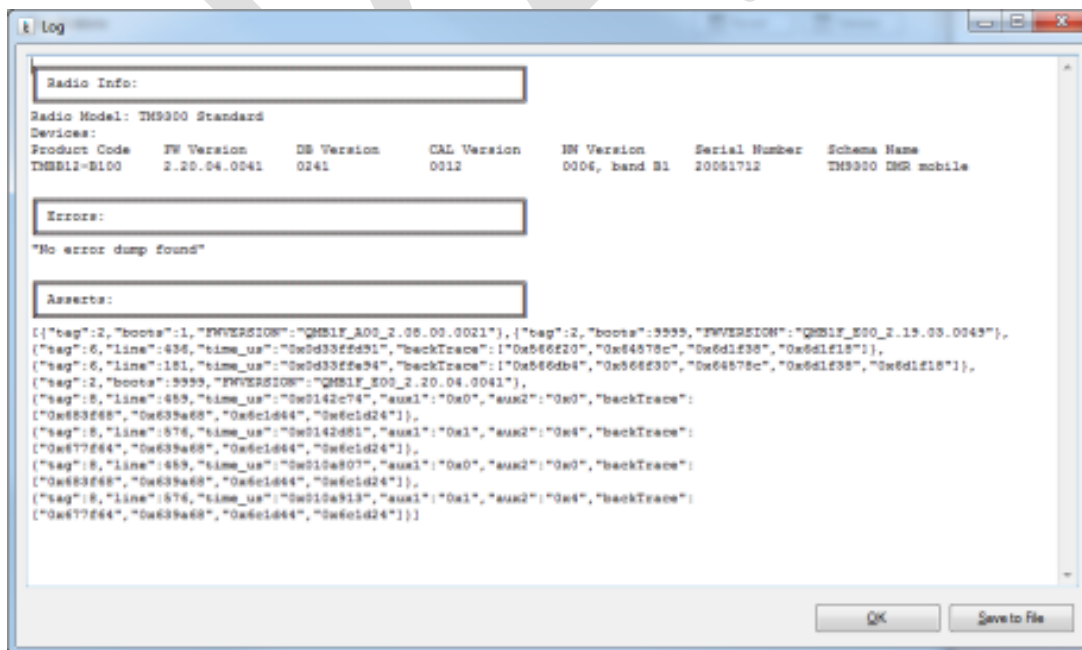 Log
Radio Info:
Radio Model: TM9300 Standard
Devices:
Product Code FW Version DB Version CAL Version HW Version Serial Number Schema Name
TMBB12-B100 2.20.04.0041 0241 0012 0006, band B1 20051712 TM9300 DMR mobile
Errors:
"No error dump found"
Asserts:
[{"tag":2,"boots":1,"FWVERSION":"QMB1F_A00_2.08.00.0021"},{"tag":2,"boots":9999,"FWVERSION":"QMB1F_E00_2.19.03.0049"},
{"tag":6,"line":436,"time_us":"0x0d33ffd91","backTrace":["0x566f20","0x64578c","0x6d1f38","0x6d1f18"]},
{"tag":6,"line":181,"time_us":"0x0d33ffe94","backTrace":["0x566db4","0x566f30","0x64578c","0x6d1f38","0x6d1f18"]},
{"tag":2,"boots":9999,"FWVERSION":"QMB1F_E00_2.20.04.0041"},
{"tag":8,"line":459,"time_us":"0x0142c74","aux1":"0x0","aux2":"0x0","backTrace":
["0x683f68","0x639a68","0x6c1d44","0x6c1d24"]},
{"tag":8,"line":576,"time_us":"0x0142d81","aux1":"0x1","aux2":"0x4","backTrace":
["0x677f64","0x639a68","0x6c1d44","0x6c1d24"]},
{"tag":8,"line":459,"time_us":"0x010a807","aux1":"0x0","aux2":"0x0","backTrace":
["0x683f68","0x639a68","0x6c1d44","0x6c1d24"]},
{"tag":8,"line":576,"time_us":"0x010a913","aux1":"0x1","aux2":"0x4","backTrace":
["0x677f64","0x639a68","0x6c1d44","0x6c1d24"]}]
OK Save to File